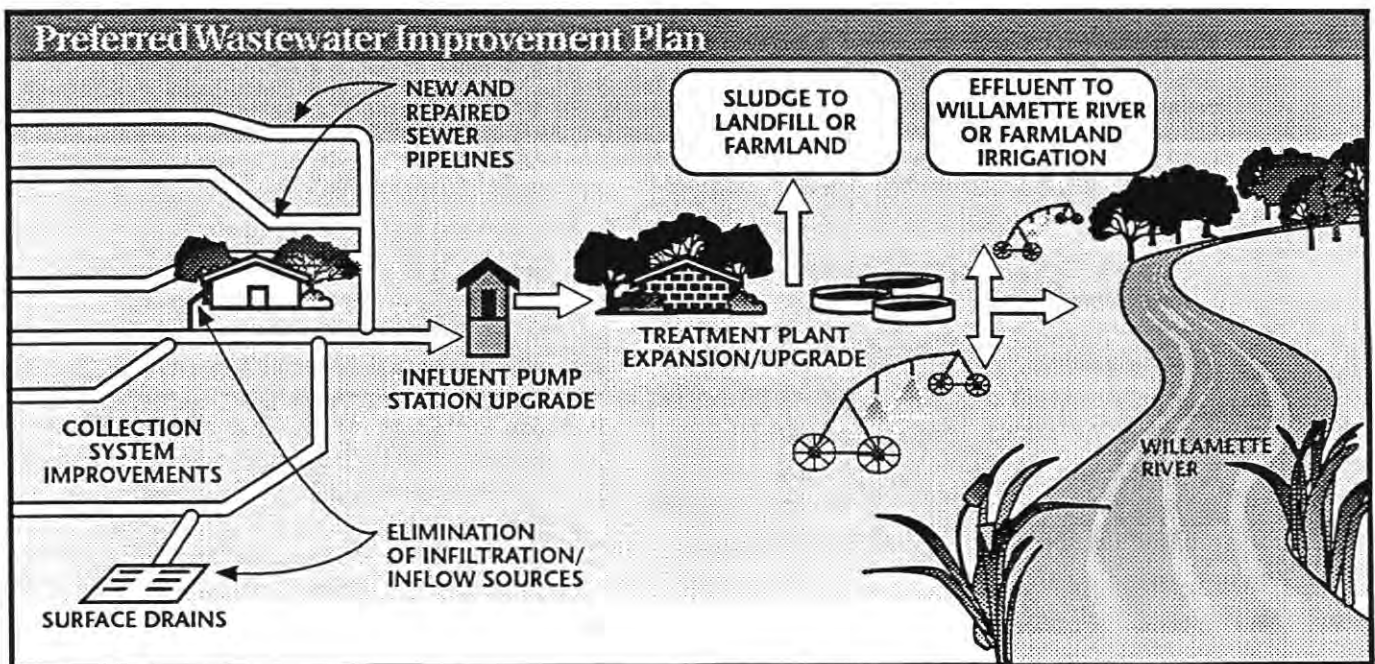 Preferred Wastewater Improvement Plan
NEW AND
REPAIRED
SEWER
PIPELINES
SLUDGE TO
LANDFILL OR
FARMLAND
EFFLUENT TO
WILLAMETTE RIVER
OR FARMLAND
IRRIGATION
TREATMENT PLANT
EXPANSION/UPGRADE
INFLUENT PUMP
STATION UPGRADE
COLLECTION
SYSTEM
IMPROVEMENTS
WILLAMETTE
RIVER
ELIMINATION
OF INFILTRATION/
INFLOW SOURCES
SURFACE DRAINS